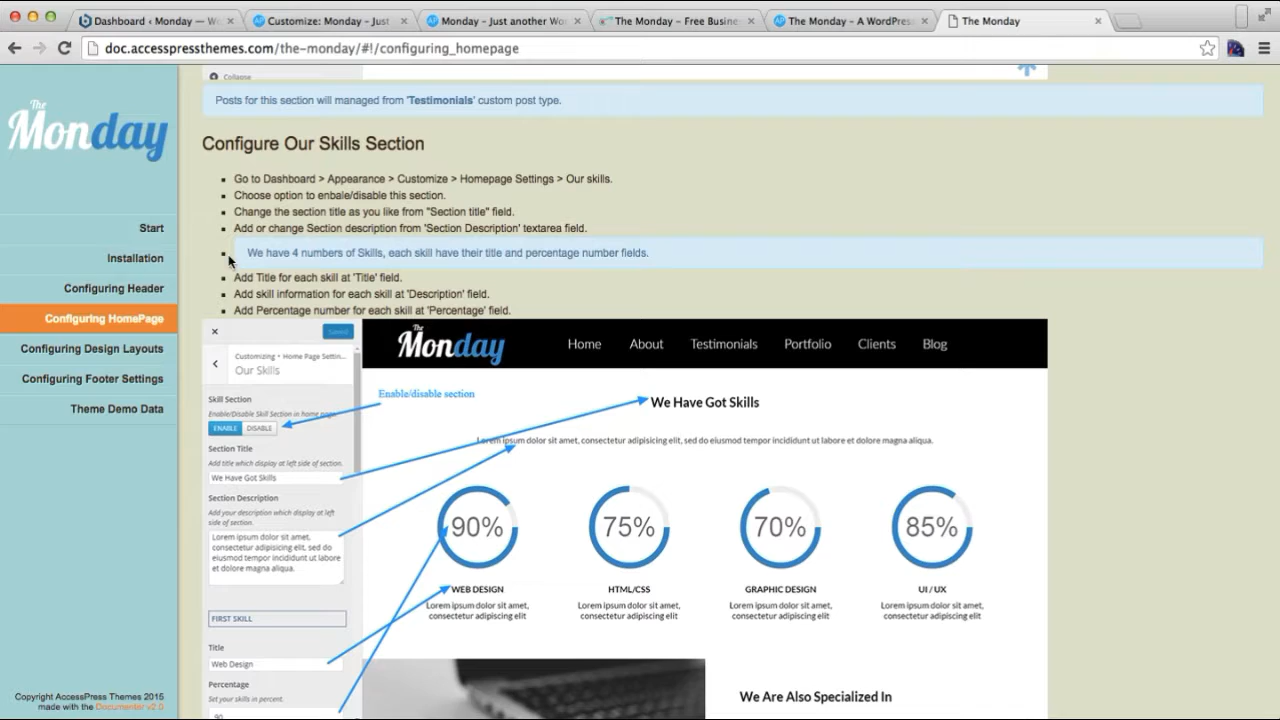 Dashboard ‹ Monday — W
Customize: Monday - Just
Monday - Just another Wo
The Monday - Free Busine
The Monday - A WordPres
The Monday
doc.accesspressthemes.com/the-monday/#!/configuring_homepage
The
Monday
Start
Installation
Configuring Header
Configuring HomePage
Configuring Design Layouts
Configuring Footer Settings
Theme Demo Data
Copyright AccessPress Themes 2015
made with the Documenter v2.0
Collapse
Posts for this section will managed from 'Testimonials' custom post type.
Configure Our Skills Section
Go to Dashboard > Appearance > Customize > Homepage Settings > Our skills.
Choose option to enbale/disable this section.
Change the section title as you like from "Section title" field.
Add or change Section description from 'Section Description' textarea field.
We have 4 numbers of Skills, each skill have their title and percentage number fields.
Add Title for each skill at 'Title' field.
Add skill information for each skill at 'Description' field.
Add Percentage number for each skill at 'Percentage' field.
Saved
Customizing • Home Page Settin...
Our Skills
Skill Section
Enable/Disable Skill Section in home page.
ENABLE DISABLE
Section Title
Add title which display at left side of section.
We Have Got Skills
Section Description
Add your description which display at left
side of section.
Lorem ipsum dolor sit amet,
consectetur adipisicing elit, sed do
eiusmod tempor incididunt ut labore
et dolore magna aliqua.
FIRST SKILL
Title
Web Design
Percentage
Set your skills in percent.
90
The
Monday
Home About Testimonials Portfolio Clients Blog
Enable/disable section
We Have Got Skills
Lorem ipsum dolor sit amet, consectetur adipisicing elit, sed do eiusmod tempor incididunt ut labore et dolore magna aliqua.
90% 75% 70% 85%
WEB DESIGN HTML/CSS GRAPHIC DESIGN UI / UX
Lorem ipsum dolor sit amet, Lorem ipsum dolor sit amet, Lorem ipsum dolor sit amet, Lorem ipsum dolor sit amet,
consectetur adipiscing elit consectetur adipiscing elit consectetur adipiscing elit consectetur adipiscing elit
We Are Also Specialized In